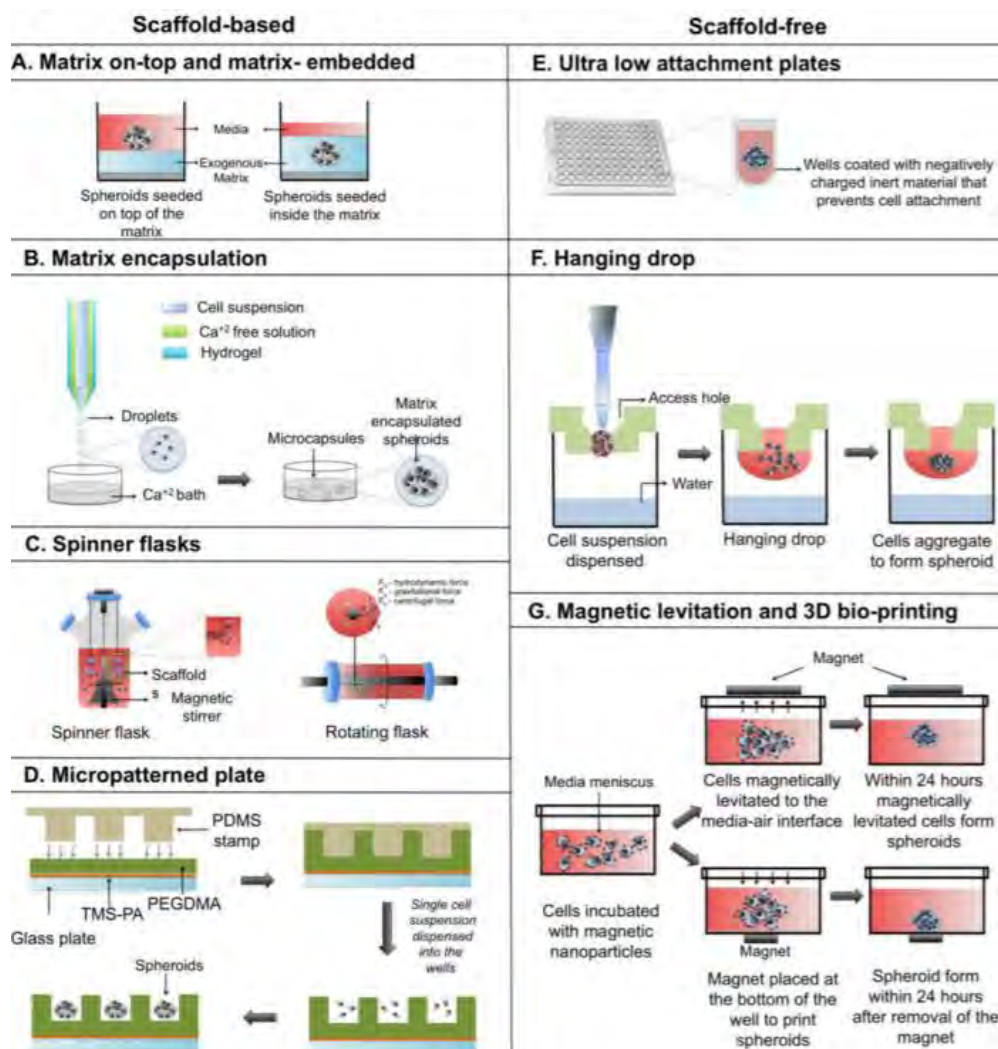 Scaffold-based
A. Matrix on-top and matrix- embedded
Media
Exogenous
Matrix
Spheroids seeded
on top of the
matrix
Spheroids seeded
inside the matrix
B. Matrix encapsulation
Cell suspension
Ca+2 free solution
Hydrogel
Droplets
Ca+2 bath
Microcapsules
Matrix
encapsulated
spheroids
C. Spinner flasks
Scaffold
s
Magnetic
stirrer
Spinner flask
hydrodynamic force
gravitational force
centrifugal force
Rotating flask
D. Micropatterned plate
PDMS
stamp
PEGDMA
TMS-PA
Glass plate
Single cell
suspension
dispensed
into the
wells
Spheroids
Scaffold-free
E. Ultra low attachment plates
Wells coated with negatively
charged inert material that
prevents cell attachment
F. Hanging drop
Access hole
Water
Cell suspension
dispensed
Hanging drop
Cells aggregate
to form spheroid
G. Magnetic levitation and 3D bio-printing
Magnet
Media meniscus
Cells incubated
with magnetic
nanoparticles
Cells magnetically
levitated to the
media-air interface
Within 24 hours
magnetically
levitated cells form
spheroids
Magnet
Magnet placed at
the bottom of the
well to print
spheroids
Spheroid form
within 24 hours
after removal of the
magnet